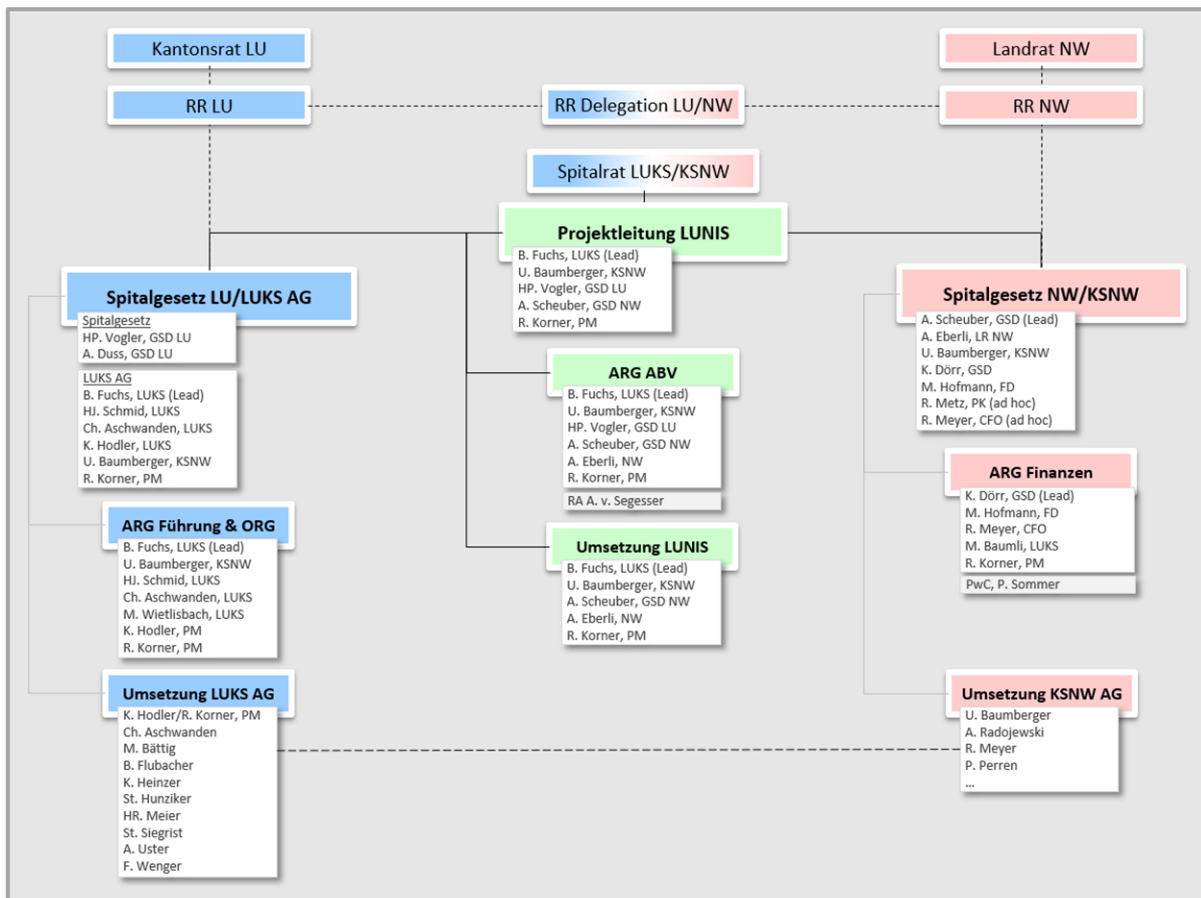 Kantonsrat LU
Landrat NW
RR LU
RR Delegation LU/NW
RR NW
Spitalrat LUKS/KSNW
Projektleitung LUNIS
B. Fuchs, LUKS (Lead)
U. Baumberger, KSNW
HP. Vogler, GSD LU
A. Scheuber, GSD NW
R. Korner, PM
Spitalgesetz LU/LUKS AG
Spitalgesetz
HP. Vogler, GSD LU
A. Duss, GSD LU
LUKS AG
B. Fuchs, LUKS (Lead)
HJ. Schmid, LUKS
Ch. Aschwanden, LUKS
K. Hodler, LUKS
U. Baumberger, KSNW
R. Korner, PM
ARG Führung & ORG
B. Fuchs, LUKS (Lead)
U. Baumberger, KSNW
HJ. Schmid, LUKS
Ch. Aschwanden, LUKS
M. Wietlisbach, LUKS
K. Hodler, PM
R. Korner, PM
Umsetzung LUKS AG
K. Hodler/R. Korner, PM
Ch. Aschwanden
M. Bättig
B. Flubacher
K. Heinzer
St. Hunziker
HR. Meier
St. Siegrist
A. Uster
F. Wenger
ARG ABV
B. Fuchs, LUKS (Lead)
U. Baumberger, KSNW
HP. Vogler, GSD LU
A. Scheuber, GSD NW
A. Eberli, NW
R. Korner, PM
RA A. v. Segesser
Umsetzung LUNIS
B. Fuchs, LUKS (Lead)
U. Baumberger, KSNW
A. Scheuber, GSD NW
A. Eberli, NW
R. Korner, PM
Spitalgesetz NW/KSNW
A. Scheuber, GSD (Lead)
A. Eberli, LR NW
U. Baumberger, KSNW
K. Dörr, GSD
M. Hofmann, FD
R. Metz, PK (ad hoc)
R. Meyer, CFO (ad hoc)
ARG Finanzen
K. Dörr, GSD (Lead)
M. Hofmann, FD
R. Meyer, CFO
M. Baumli, LUKS
R. Korner, PM
PwC, P. Sommer
Umsetzung KSNW AG
U. Baumberger
A. Radojewski
R. Meyer
P. Perren
...